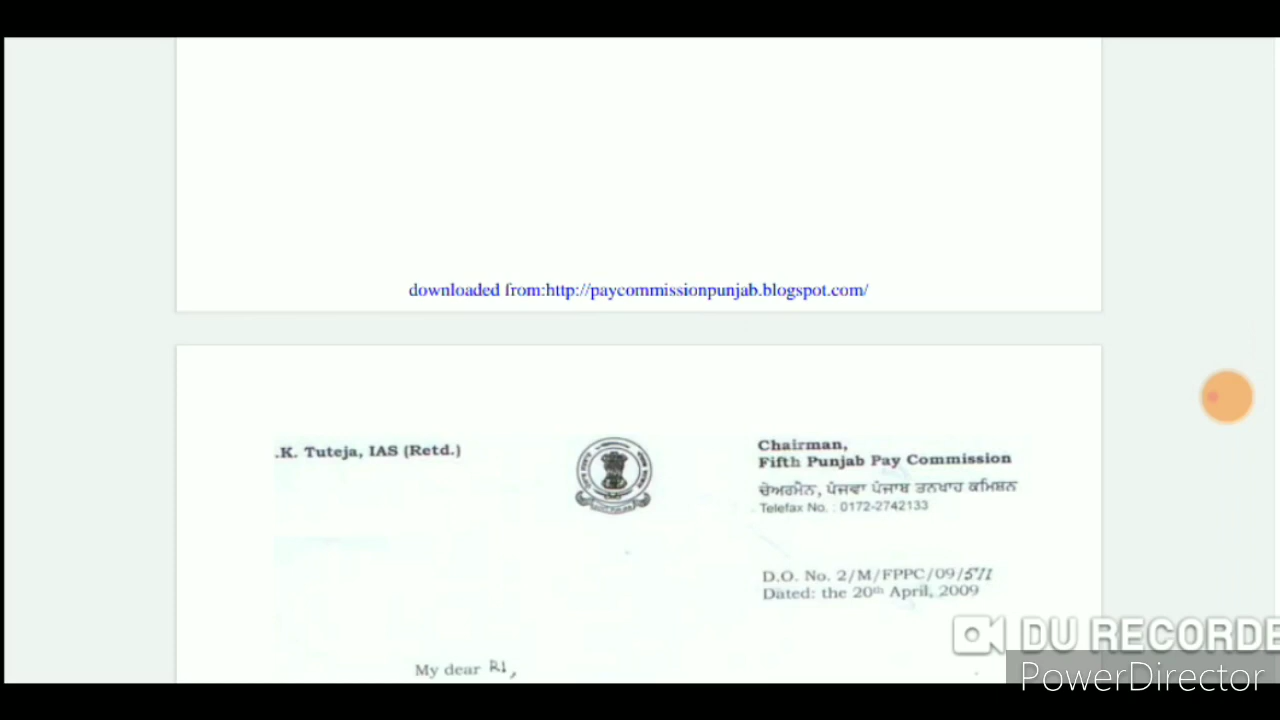 downloaded from:http://paycommissionpunjab.blogspot.com/
.K. Tuteja, IAS (Retd.)
Chairman,
Fifth Punjab Pay Commission
ਚੇਅਰਮੈਨ, ਪੰਜਵਾਂ ਪੰਜਾਬ ਤਨਖਾਹ ਕਮਿਸ਼ਨ
Telefax No. : 0172-2742133
D.O. No. 2/M/FPPC/09/571
Dated: the 20th April, 2009
My dear
DU RECORDE
PowerDirector